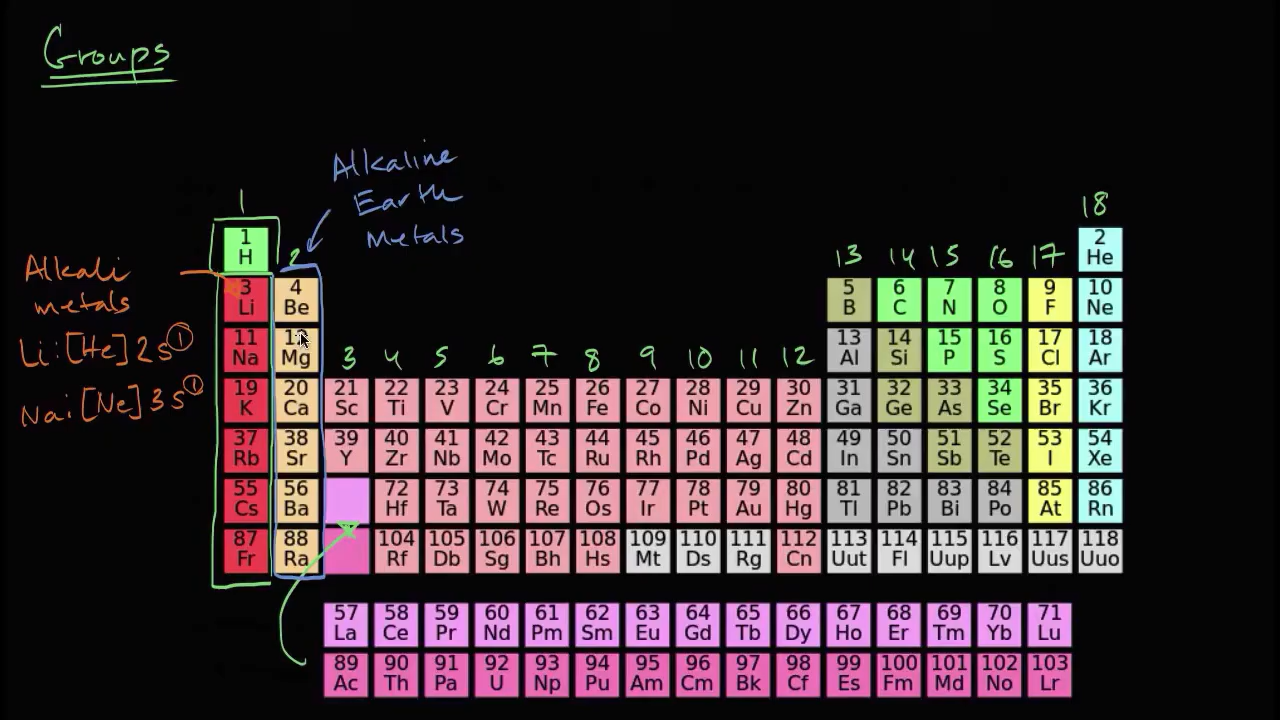 Groups
Alkaline
Earth
Metals
1
18
1
H
2
2
He
13 14 15 16 17
Alkali
metals
Li:[He]2s①
Na:[Ne]3s①
3 4 5 6 7 8 9 10
Li Be B C N O F Ne
11 12 13 14 15 16 17 18
Na Mg Al Si P S Cl Ar
3 4 5 6 7 8 9 10 11 12
19 20 21 22 23 24 25 26 27 28 29 30 31 32 33 34 35 36
K Ca Sc Ti V Cr Mn Fe Co Ni Cu Zn Ga Ge As Se Br Kr
37 38 39 40 41 42 43 44 45 46 47 48 49 50 51 52 53 54
Rb Sr Y Zr Nb Mo Tc Ru Rh Pd Ag Cd In Sn Sb Te I Xe
55 56 72 73 74 75 76 77 78 79 80 81 82 83 84 85 86
Cs Ba Hf Ta W Re Os Ir Pt Au Hg Tl Pb Bi Po At Rn
87 88 104 105 106 107 108 109 110 111 112 113 114 115 116 117 118
Fr Ra Rf Db Sg Bh Hs Mt Ds Rg Cn Uut Fl Uup Lv Uus Uuo
57 58 59 60 61 62 63 64 65 66 67 68 69 70 71
La Ce Pr Nd Pm Sm Eu Gd Tb Dy Ho Er Tm Yb Lu
89 90 91 92 93 94 95 96 97 98 99 100 101 102 103
Ac Th Pa U Np Pu Am Cm Bk Cf Es Fm Md No Lr